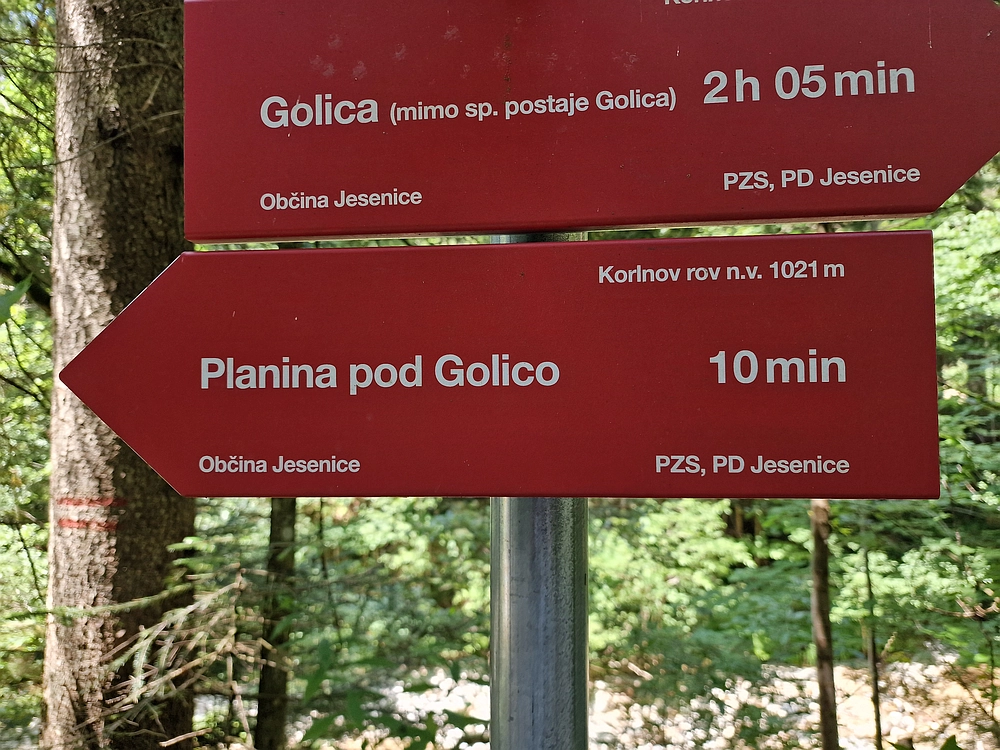 Golica (mimo sp. postaje Golica) 2 h 05 min
Občina Jesenice PZS, PD Jesenice
Korlnov rov n.v. 1021 m
Planina pod Golico 10 min
Občina Jesenice PZS, PD Jesenice